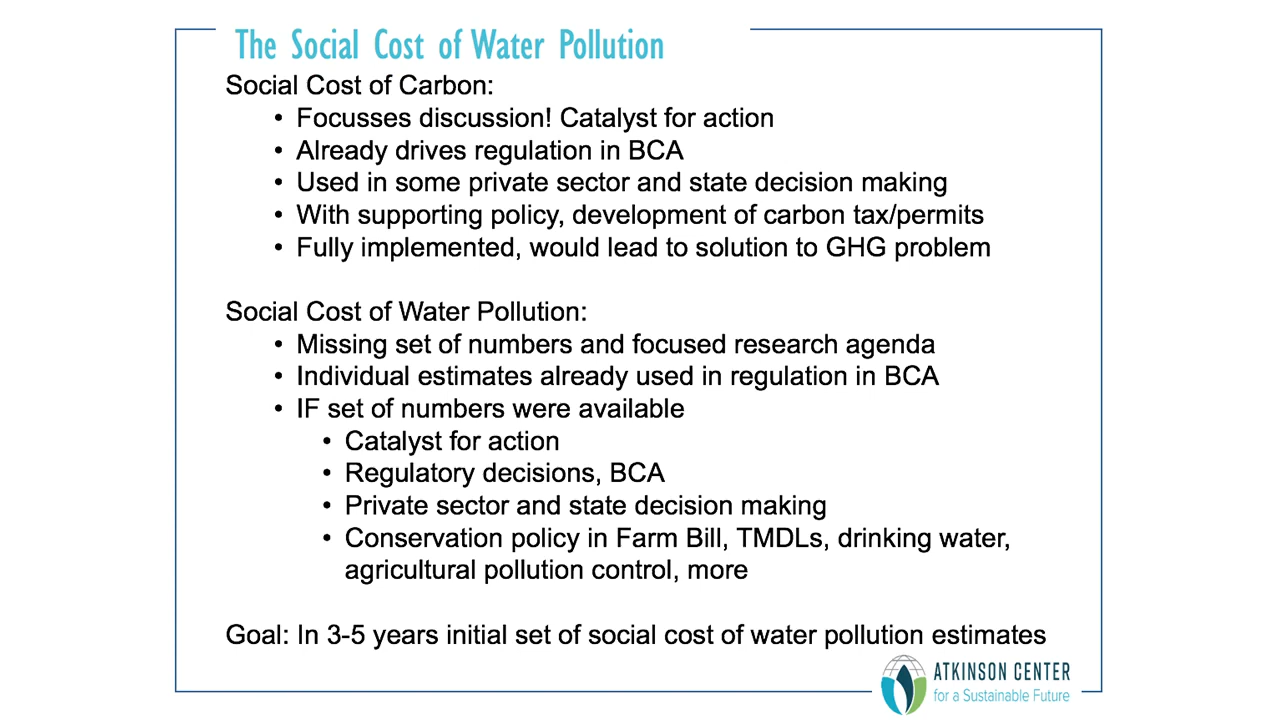 The Social Cost of Water Pollution
Social Cost of Carbon:
• Focusses discussion! Catalyst for action
• Already drives regulation in BCA
• Used in some private sector and state decision making
• With supporting policy, development of carbon tax/permits
• Fully implemented, would lead to solution to GHG problem
Social Cost of Water Pollution:
• Missing set of numbers and focused research agenda
• Individual estimates already used in regulation in BCA
• IF set of numbers were available
• Catalyst for action
• Regulatory decisions, BCA
• Private sector and state decision making
• Conservation policy in Farm Bill, TMDLs, drinking water,
agricultural pollution control, more
Goal: In 3-5 years initial set of social cost of water pollution estimates
ATKINSON CENTER
for a Sustainable Future